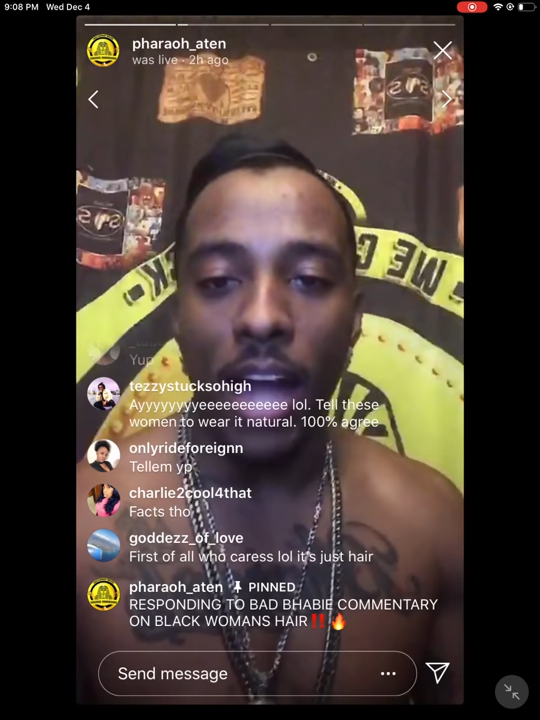 9:08 PM Wed Dec 4
pharaoh_aten
was live · 2h ago
WE C
CK
Yup
tezzystucksohigh
Ayyyyyyyyeeeeeeeeeee lol. Tell these
women to wear it natural. 100% agree
onlyrideforeignn
Tellem yp
charlie2cool4that
Facts tho
goddezz_of_love
First of all who caress lol it's just hair
pharaoh_aten PINNED
RESPONDING TO BAD BHABIE COMMENTARY
ON BLACK WOMANS HAIR‼️🔥
Send message